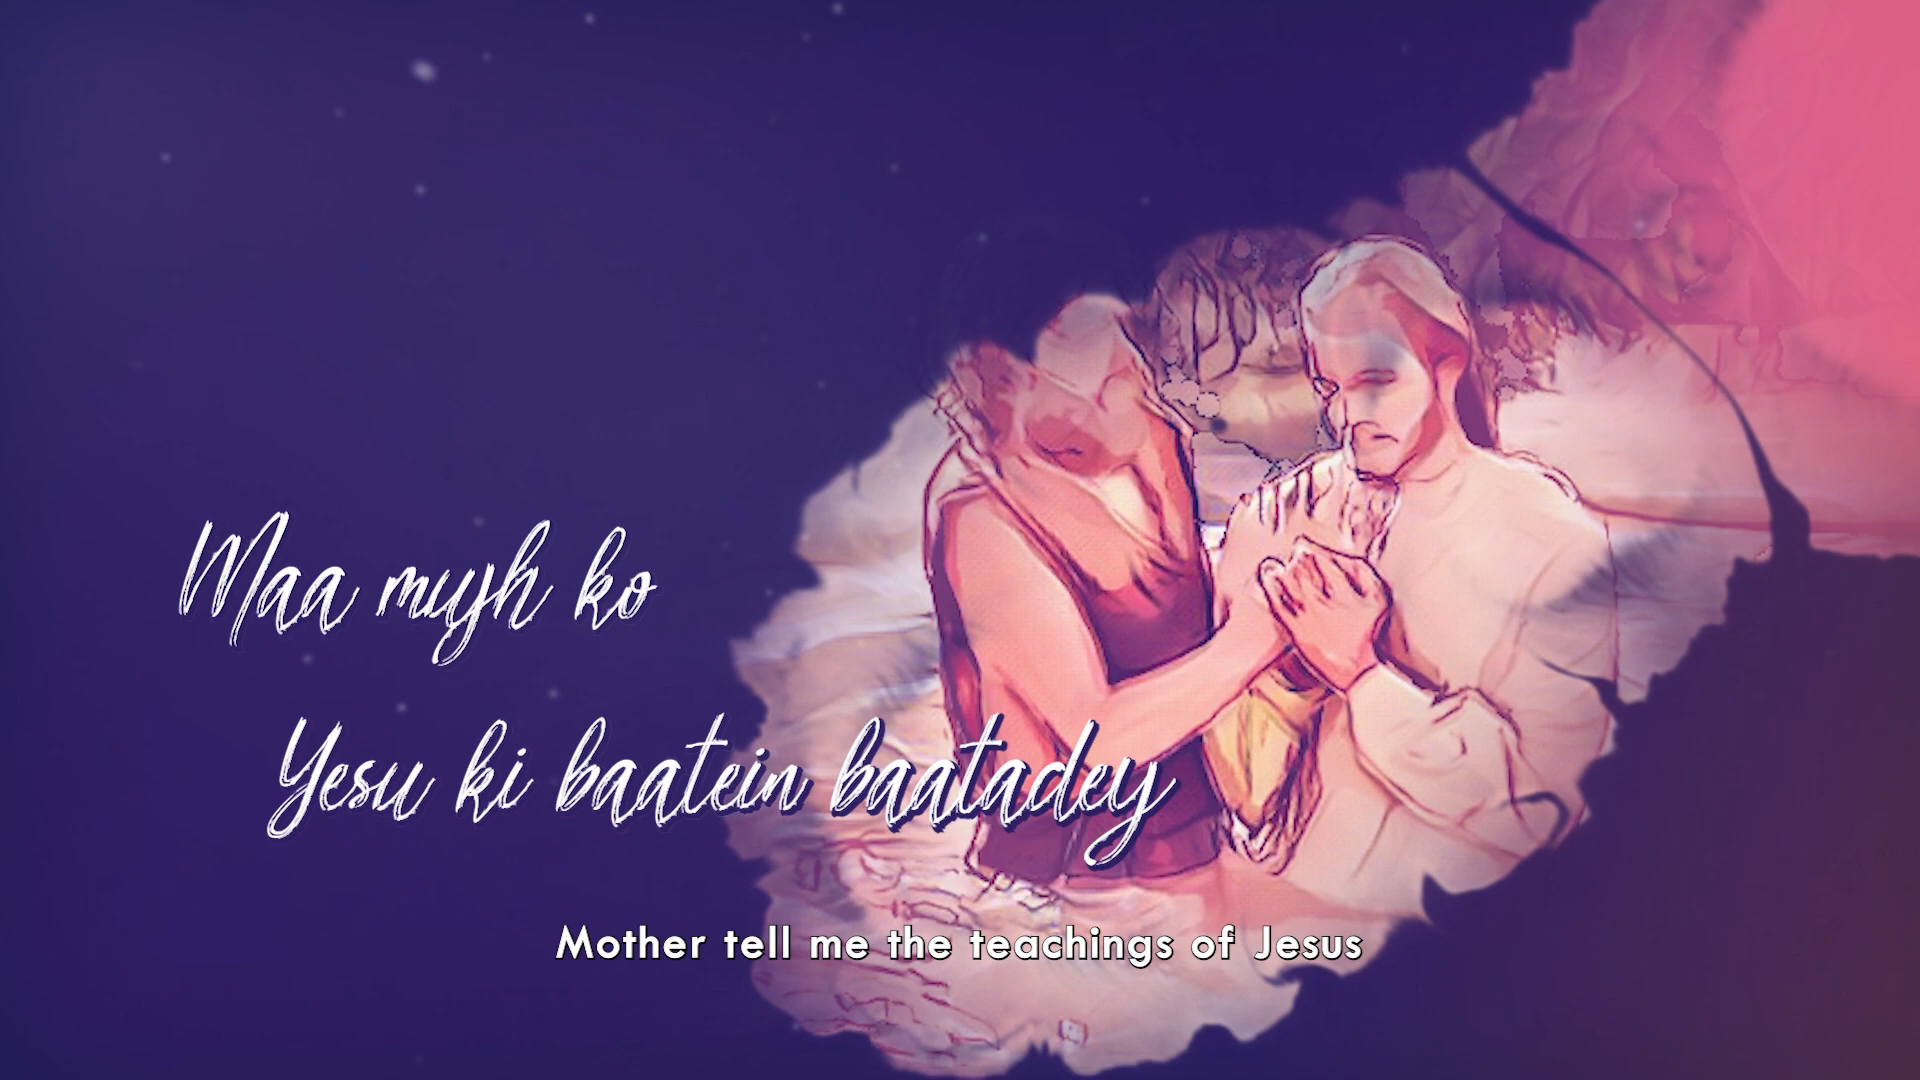 Maa mujh ko
Yesu ki baatein baatadey
Mother tell me the teachings of Jesus